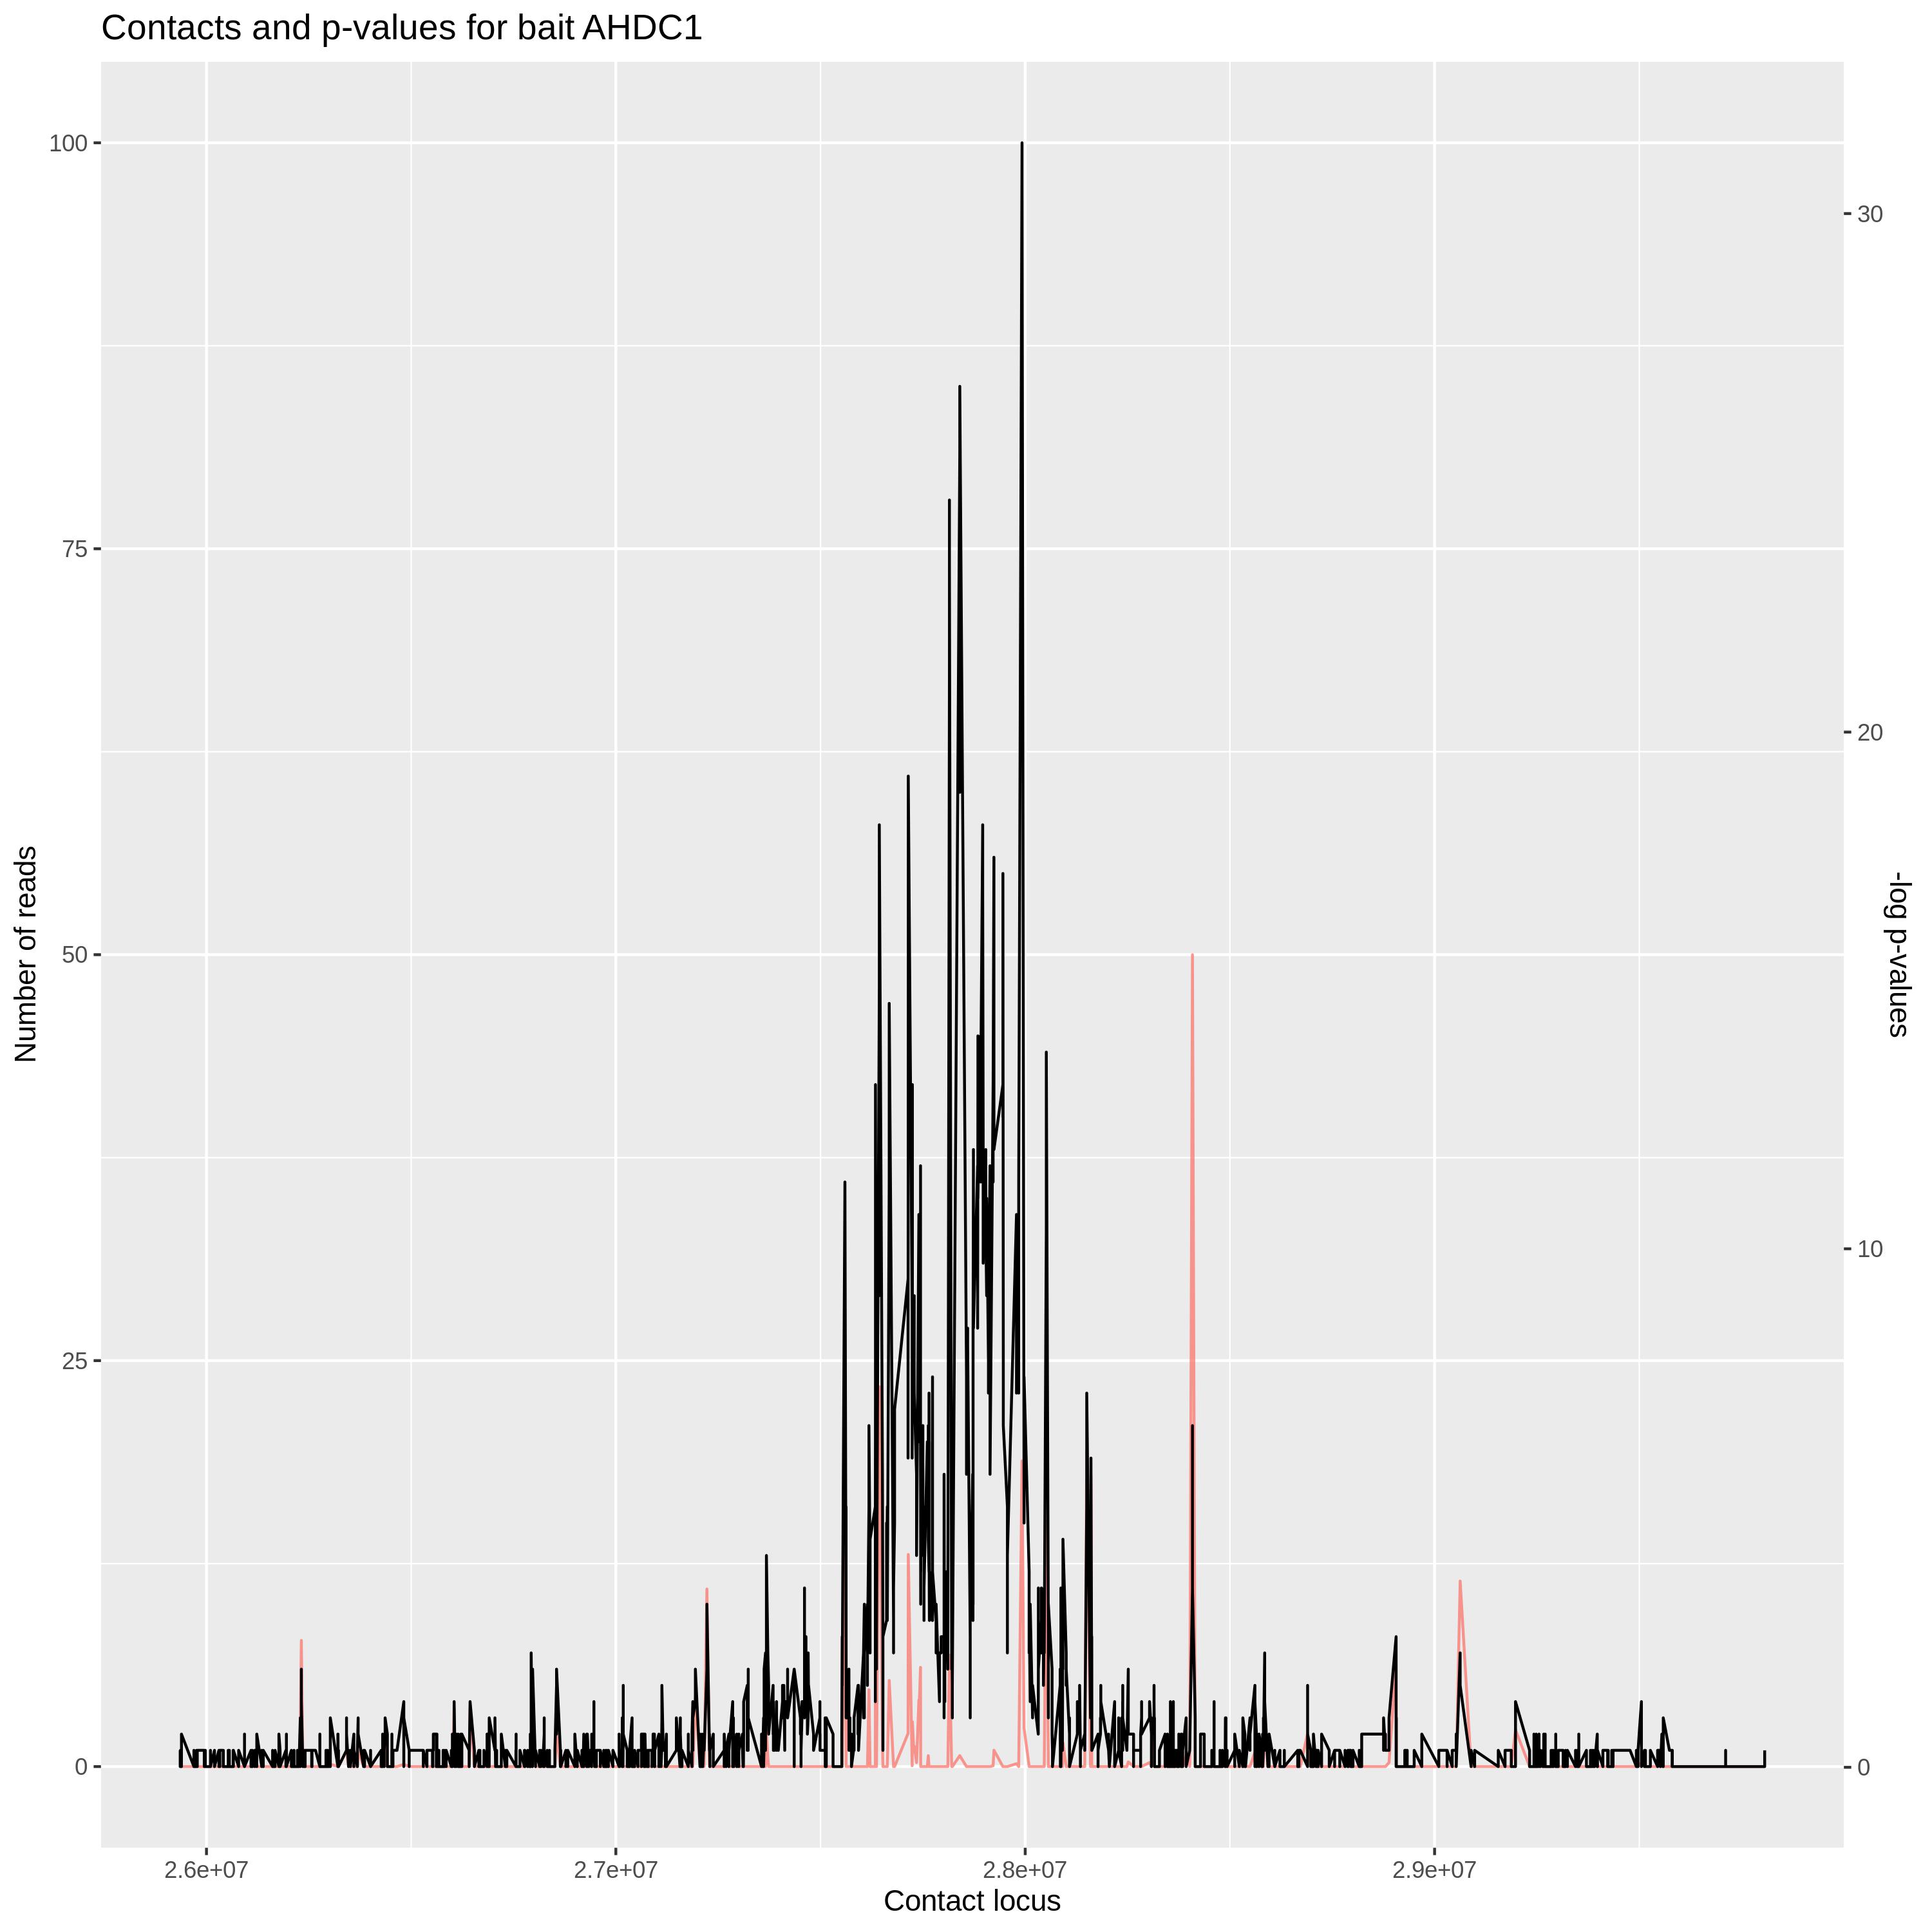 Contacts and p-values for bait AHDC1
100
75
50
25
0
Number of reads
30
20
10
0
-log p-values
2.6e+07
2.7e+07
2.8e+07
2.9e+07
Contact locus